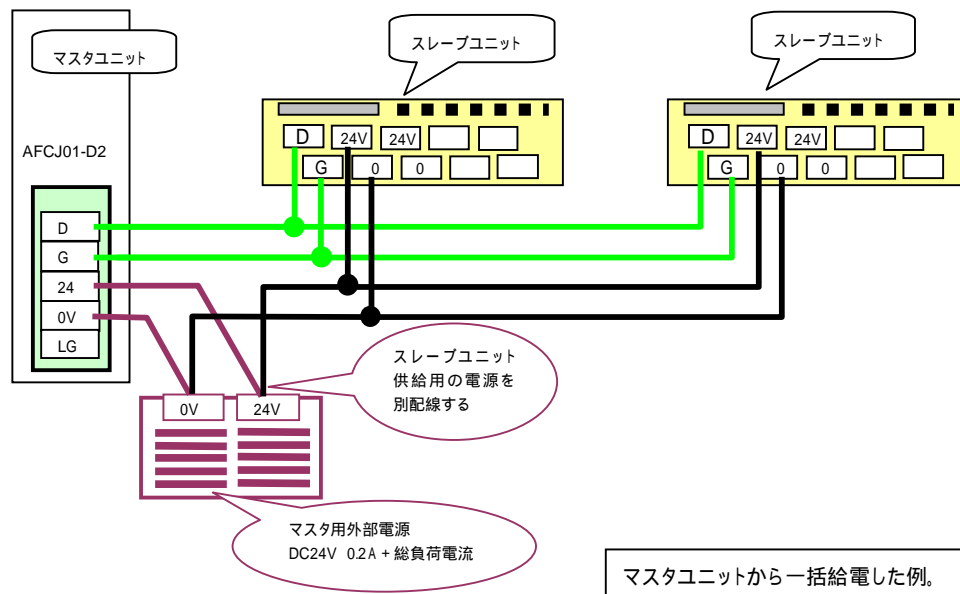 マスタユニット
スレーブユニット
スレーブユニット
AFCJ01-D2
D 24V 24V
G 0 0
D 24V 24V
G 0 0
D
G
24
0V
LG
0V 24V
スレーブユニット
供給用の電源を
別配線する
マスタ用外部電源
DC24V 0.2A + 総負荷電流
マスタユニットから一括給電した例。